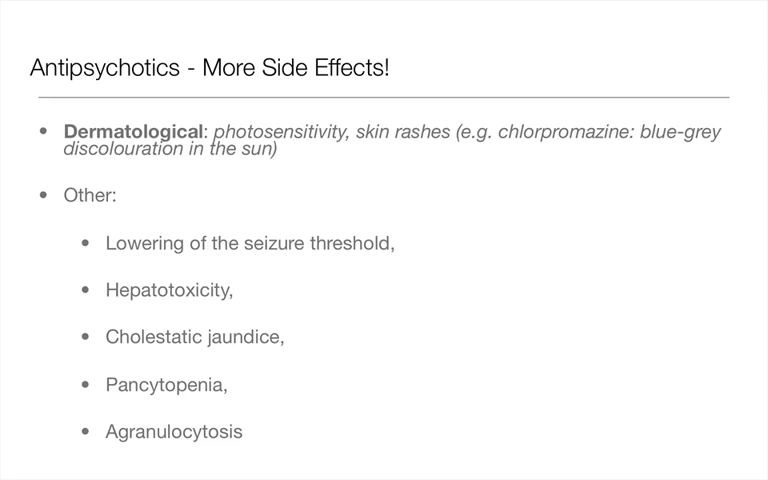 Antipsychotics - More Side Effects!
• Dermatological: photosensitivity, skin rashes (e.g. chlorpromazine: blue-grey
discolouration in the sun)
• Other:
• Lowering of the seizure threshold,
• Hepatotoxicity,
• Cholestatic jaundice,
• Pancytopenia,
• Agranulocytosis